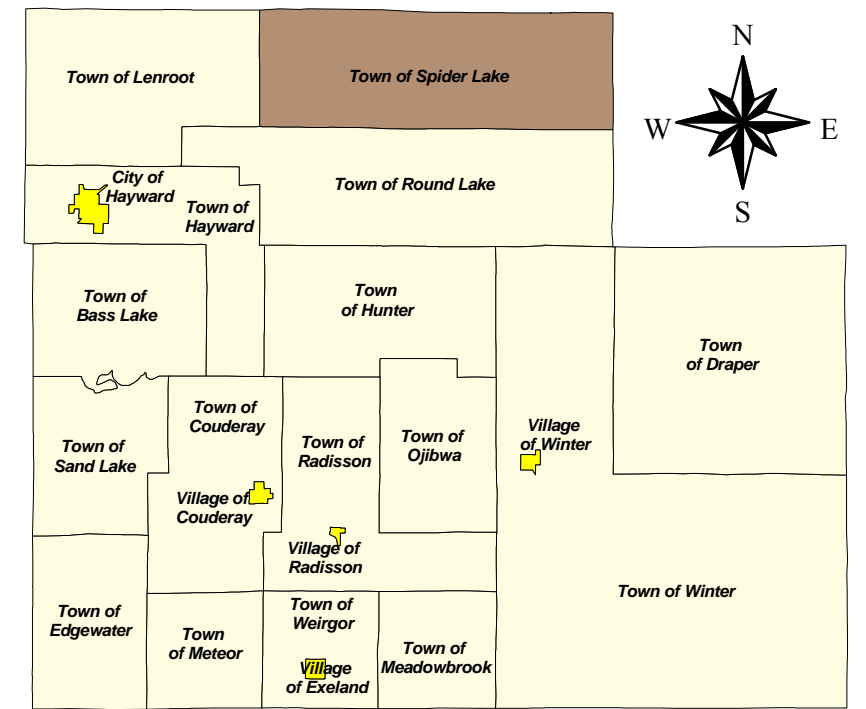 N
W E
S
Town of Lenroot
Town of Spider Lake
City of
Hayward
Town of
Hayward
Town of Round Lake
Town of
Bass Lake
Town
of Hunter
Town
of Draper
Town of
Sand Lake
Town of
Couderay
Village of
Couderay
Town of
Radisson
Town of
Ojibwa
Village
of Winter
Village of
Radisson
Town of
Edgewater
Town
of Meteor
Town of
Weirgor
Village
of Exeland
Town of
Meadowbrook
Town of Winter